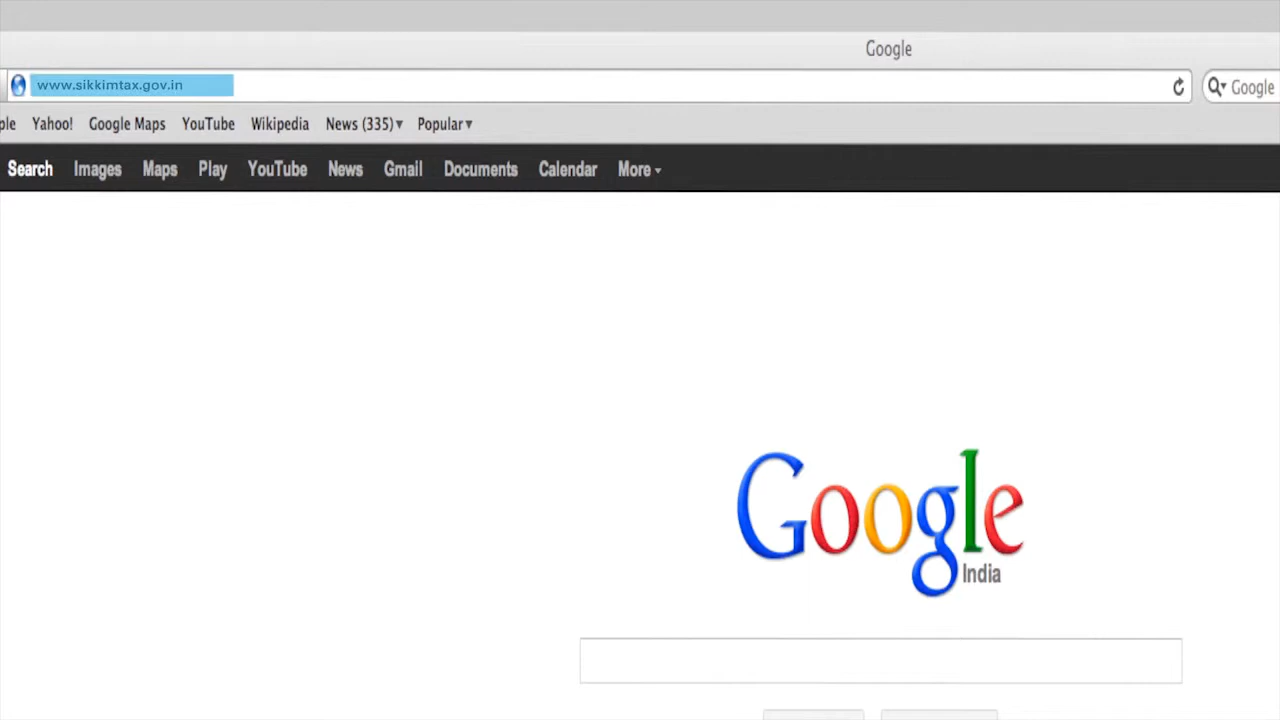 Google
www.sikkimtax.gov.in
Google
ple Yahoo! Google Maps YouTube Wikipedia News (335)▾ Popular▾
Search Images Maps Play YouTube News Gmail Documents Calendar More
Google
India